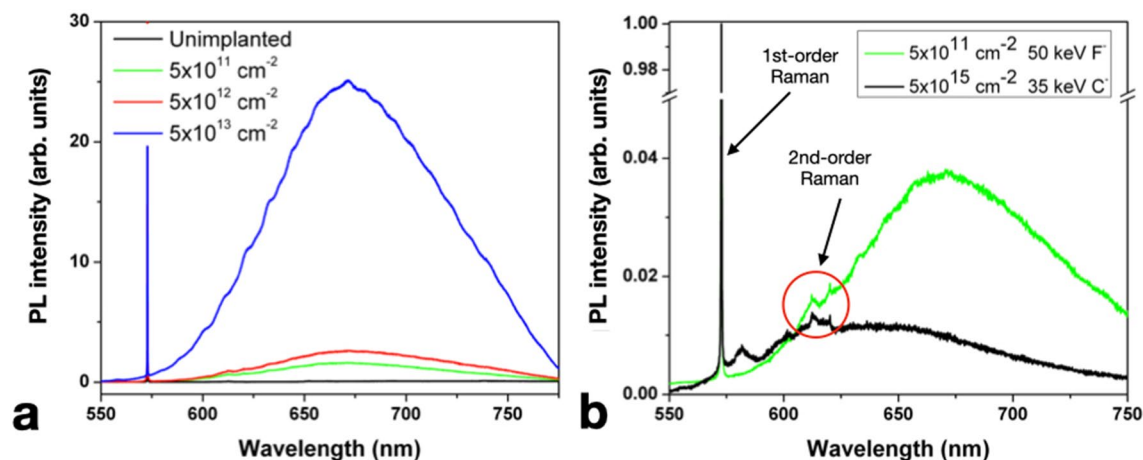 30
20
10
0
PL intensity (arb. units)
Unimplanted
5x10¹¹ cm⁻²
5x10¹² cm⁻²
5x10¹³ cm⁻²
550 600 650 700 750
Wavelength (nm)
a
1.00
0.98
0.04
0.02
0.00
PL intensity (arb. units)
1st-order
Raman
2nd-order
Raman
5x10¹¹ cm⁻² 50 keV F⁻
5x10¹⁵ cm⁻² 35 keV C⁻
550 600 650 700 750
Wavelength (nm)
b